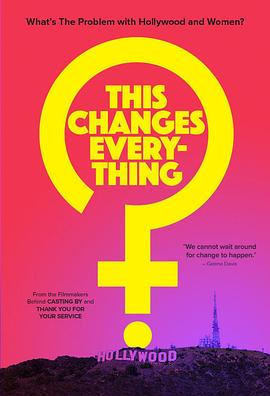 What's The Problem with Hollywood and Women?
THIS
CHANGES
EVERY-
THING
"We cannot wait around
for change to happen."
– Geena Davis
From the Filmmakers
Behind CASTING BY and
THANK YOU FOR
YOUR SERVICE
HOLLYWOOD